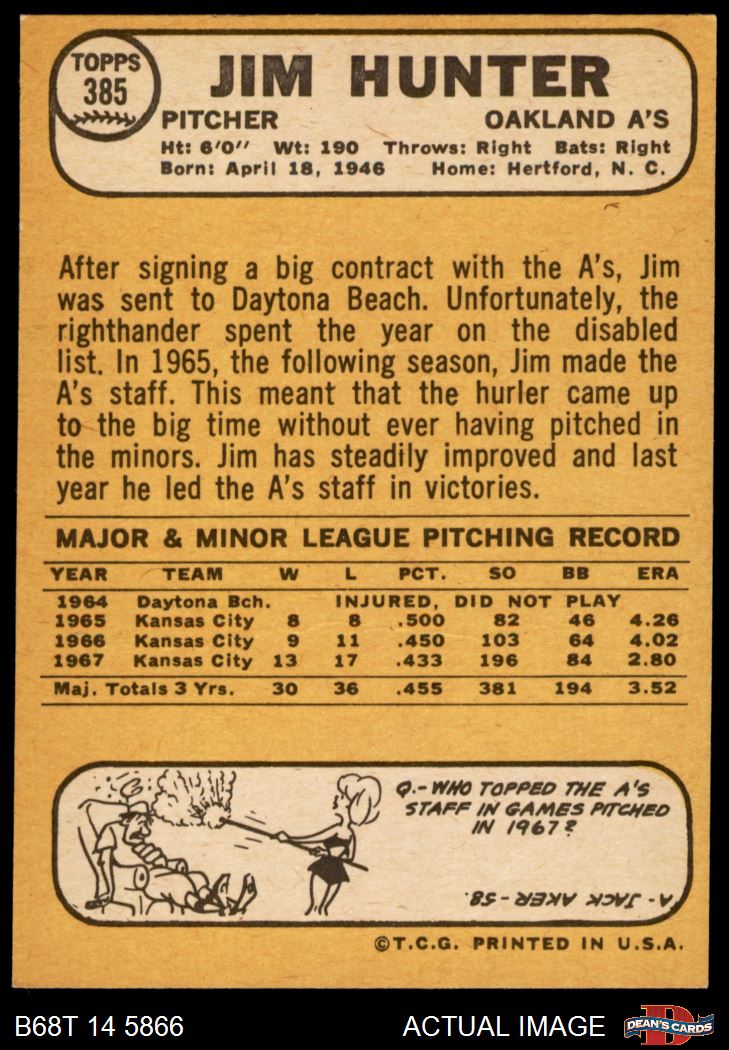 TOPPS
385
JIM HUNTER
PITCHER OAKLAND A'S
Ht: 6'0'' Wt: 190 Throws: Right Bats: Right
Born: April 18, 1946 Home: Hertford, N. C.
After signing a big contract with the A's, Jim
was sent to Daytona Beach. Unfortunately, the
righthander spent the year on the disabled
list. In 1965, the following season, Jim made the
A's staff. This meant that the hurler came up
to the big time without ever having pitched in
the minors. Jim has steadily improved and last
year he led the A's staff in victories.
MAJOR & MINOR LEAGUE PITCHING RECORD
YEAR TEAM W L PCT. SO BB ERA
1964 Daytona Bch. INJURED, DID NOT PLAY
1965 Kansas City 8 8 .500 82 46 4.26
1966 Kansas City 9 11 .450 103 64 4.02
1967 Kansas City 13 17 .433 196 84 2.80
Maj. Totals 3 Yrs. 30 36 .455 381 194 3.52
Q.-WHO TOPPED THE A'S
STAFF IN GAMES PITCHED
IN 1967?
A-JACK AKER-58.
©T.C.G. PRINTED IN U.S.A.
B68T 14 5866 ACTUAL IMAGE DEAN'S CARDS